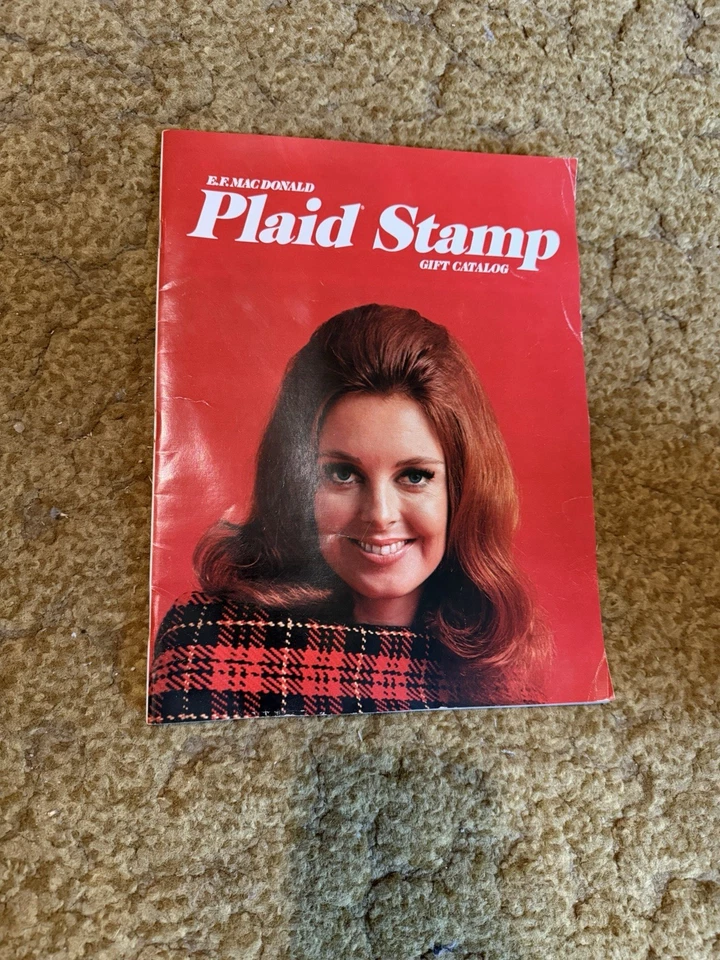 E.F. MAC DONALD
Plaid Stamp
GIFT CATALOG